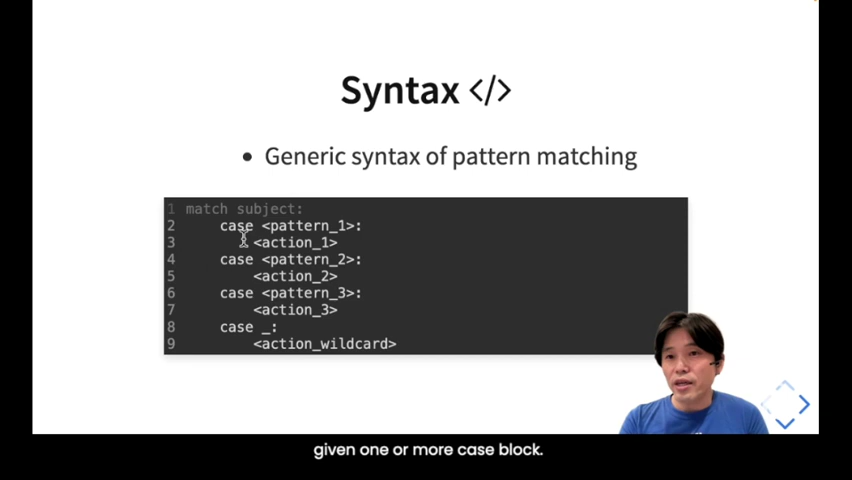 Syntax </>
• Generic syntax of pattern matching
1 match subject:
2     case <pattern_1>:
3         <action_1>
4     case <pattern_2>:
5         <action_2>
6     case <pattern_3>:
7         <action_3>
8     case _:
9         <action_wildcard>
given one or more case block.